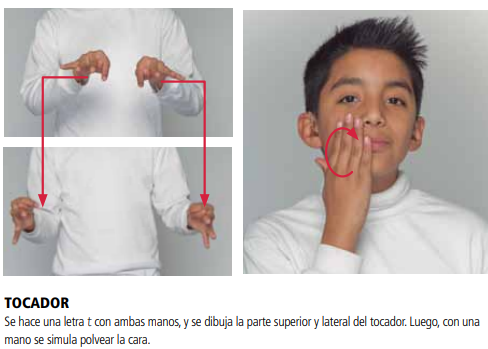 TOCADOR
Se hace una letra t con ambas manos, y se dibuja la parte superior y lateral del tocador. Luego, con una
mano se simula polvear la cara.